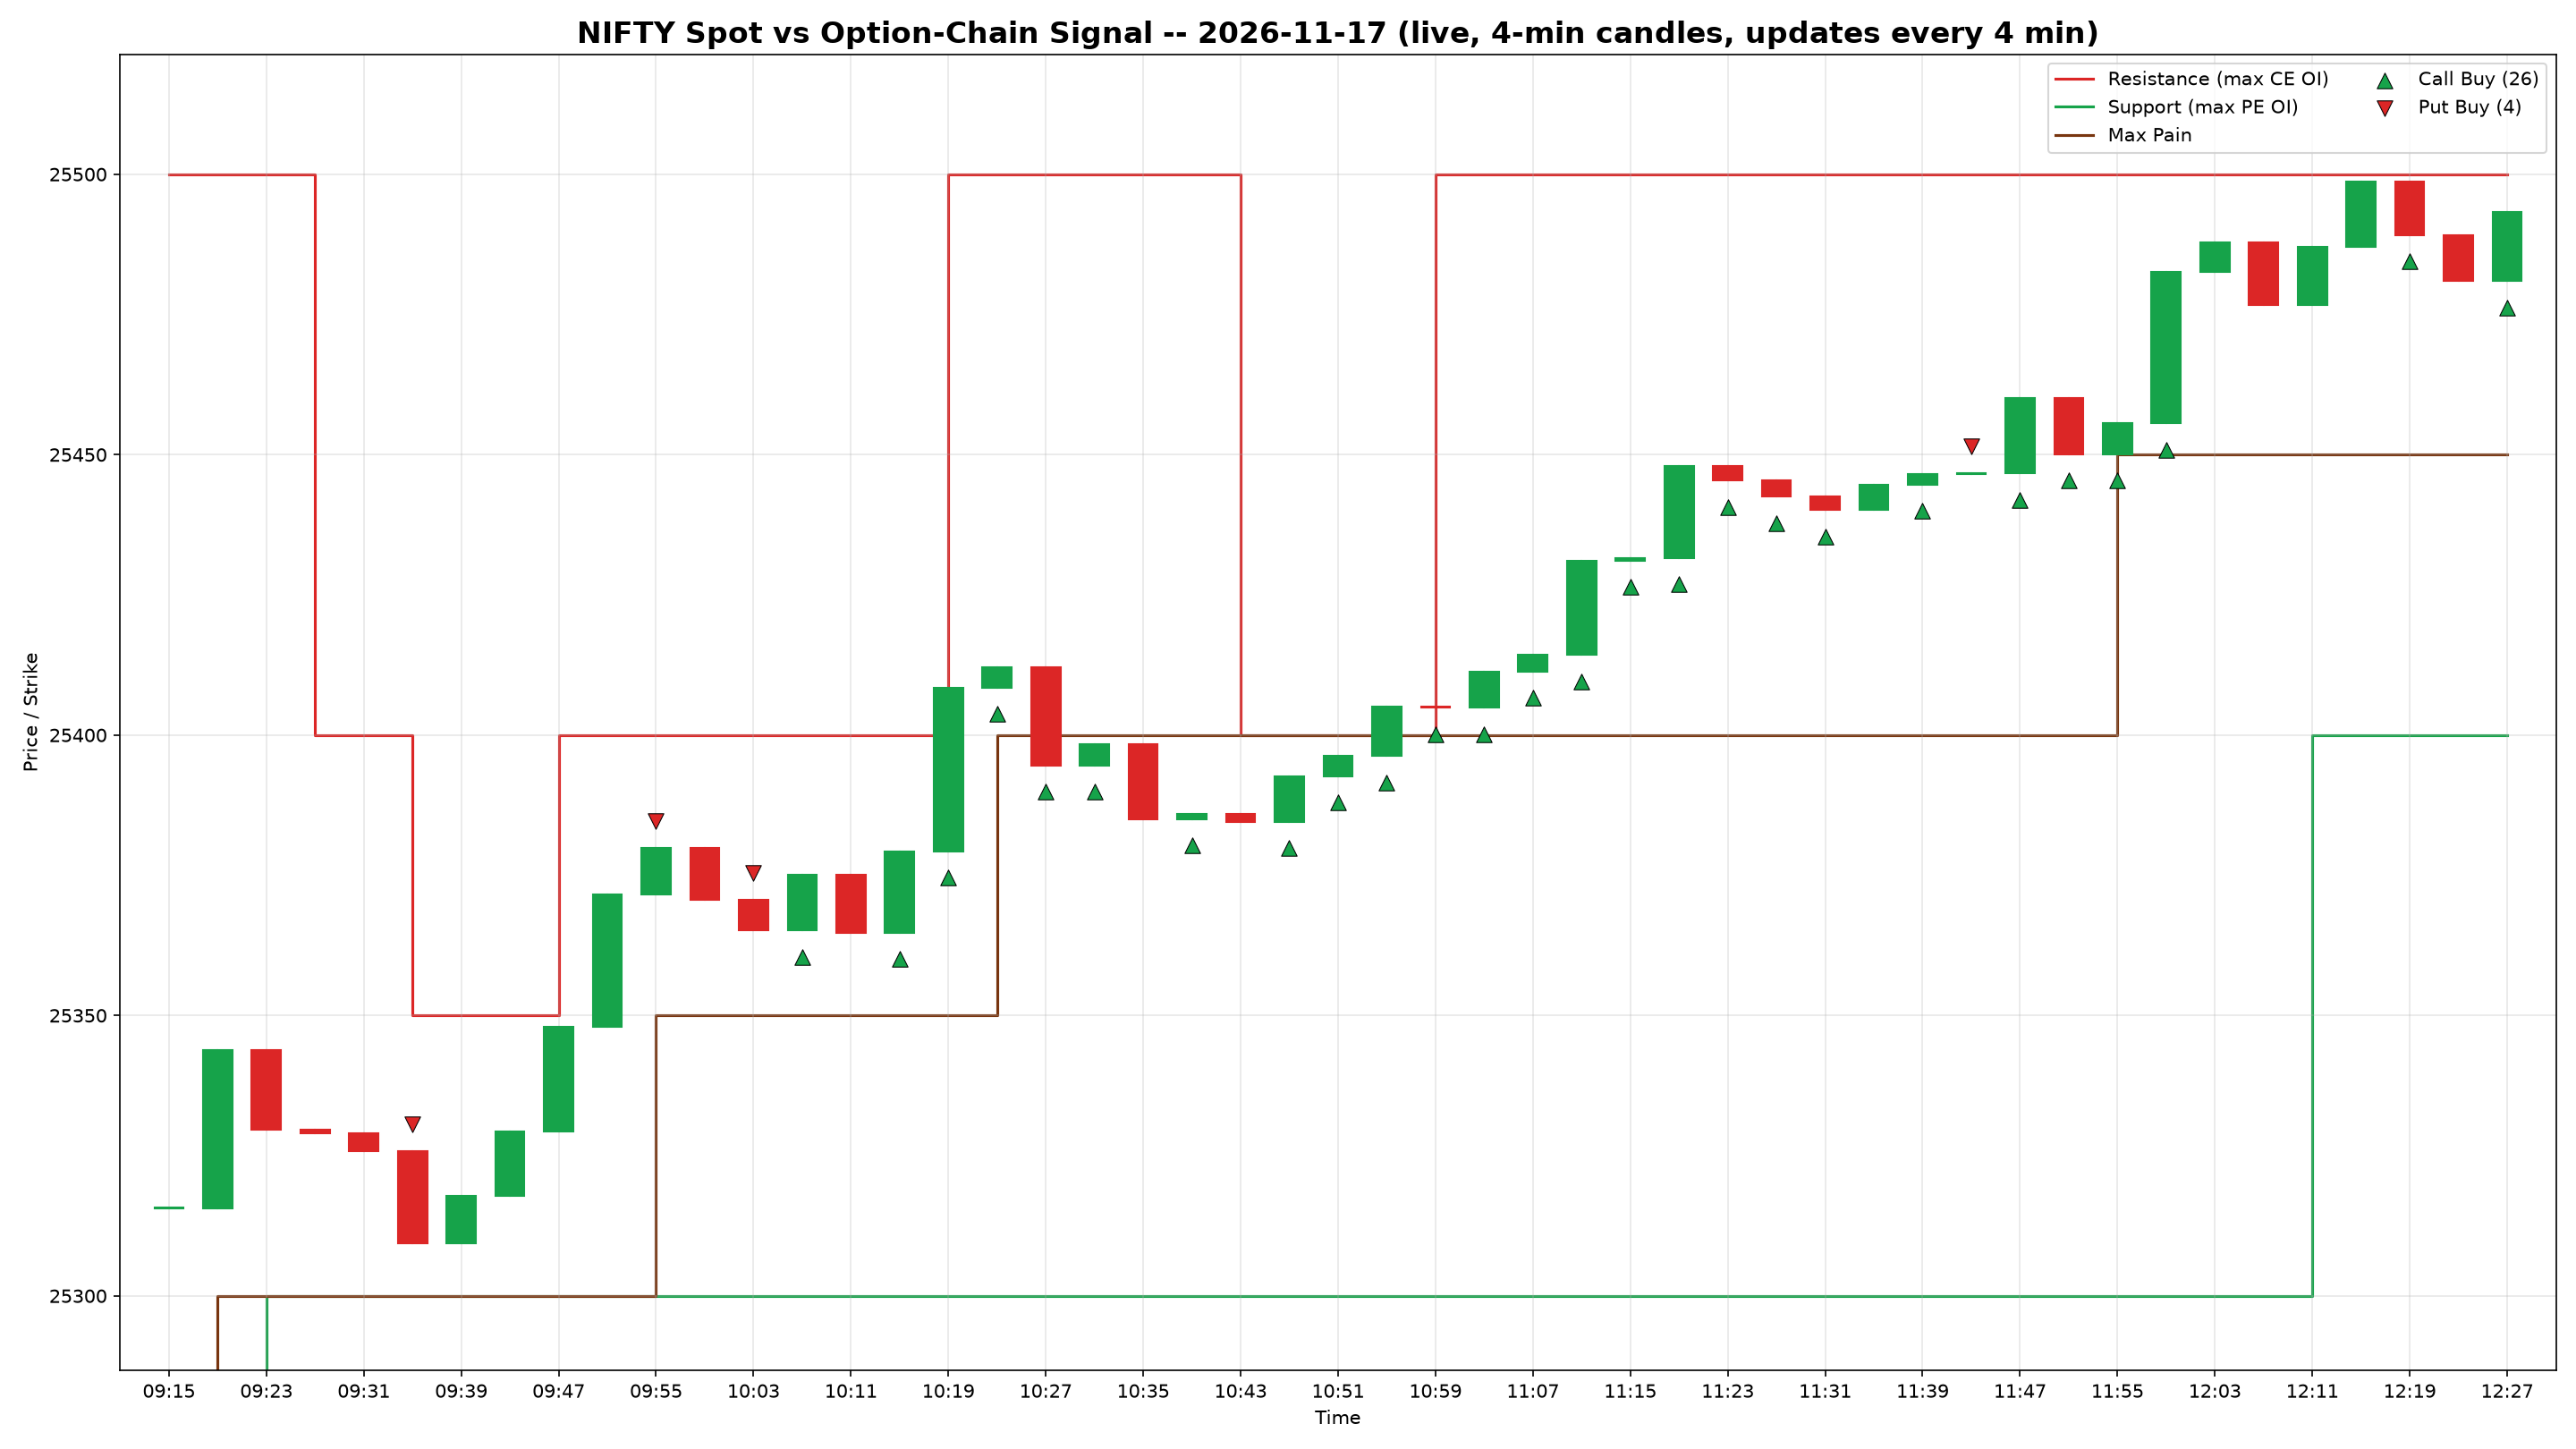 NIFTY Spot vs Option-Chain Signal -- 2026-11-17 (live, 4-min candles, updates every 4 min)
Resistance (max CE OI)
Support (max PE OI)
Max Pain
Call Buy (26)
Put Buy (4)
Price / Strike
25500
25450
25400
25350
25300
09:15 09:23 09:31 09:39 09:47 09:55 10:03 10:11 10:19 10:27 10:35 10:43 10:51 10:59 11:07 11:15 11:23 11:31 11:39 11:47 11:55 12:03 12:11 12:19 12:27
Time